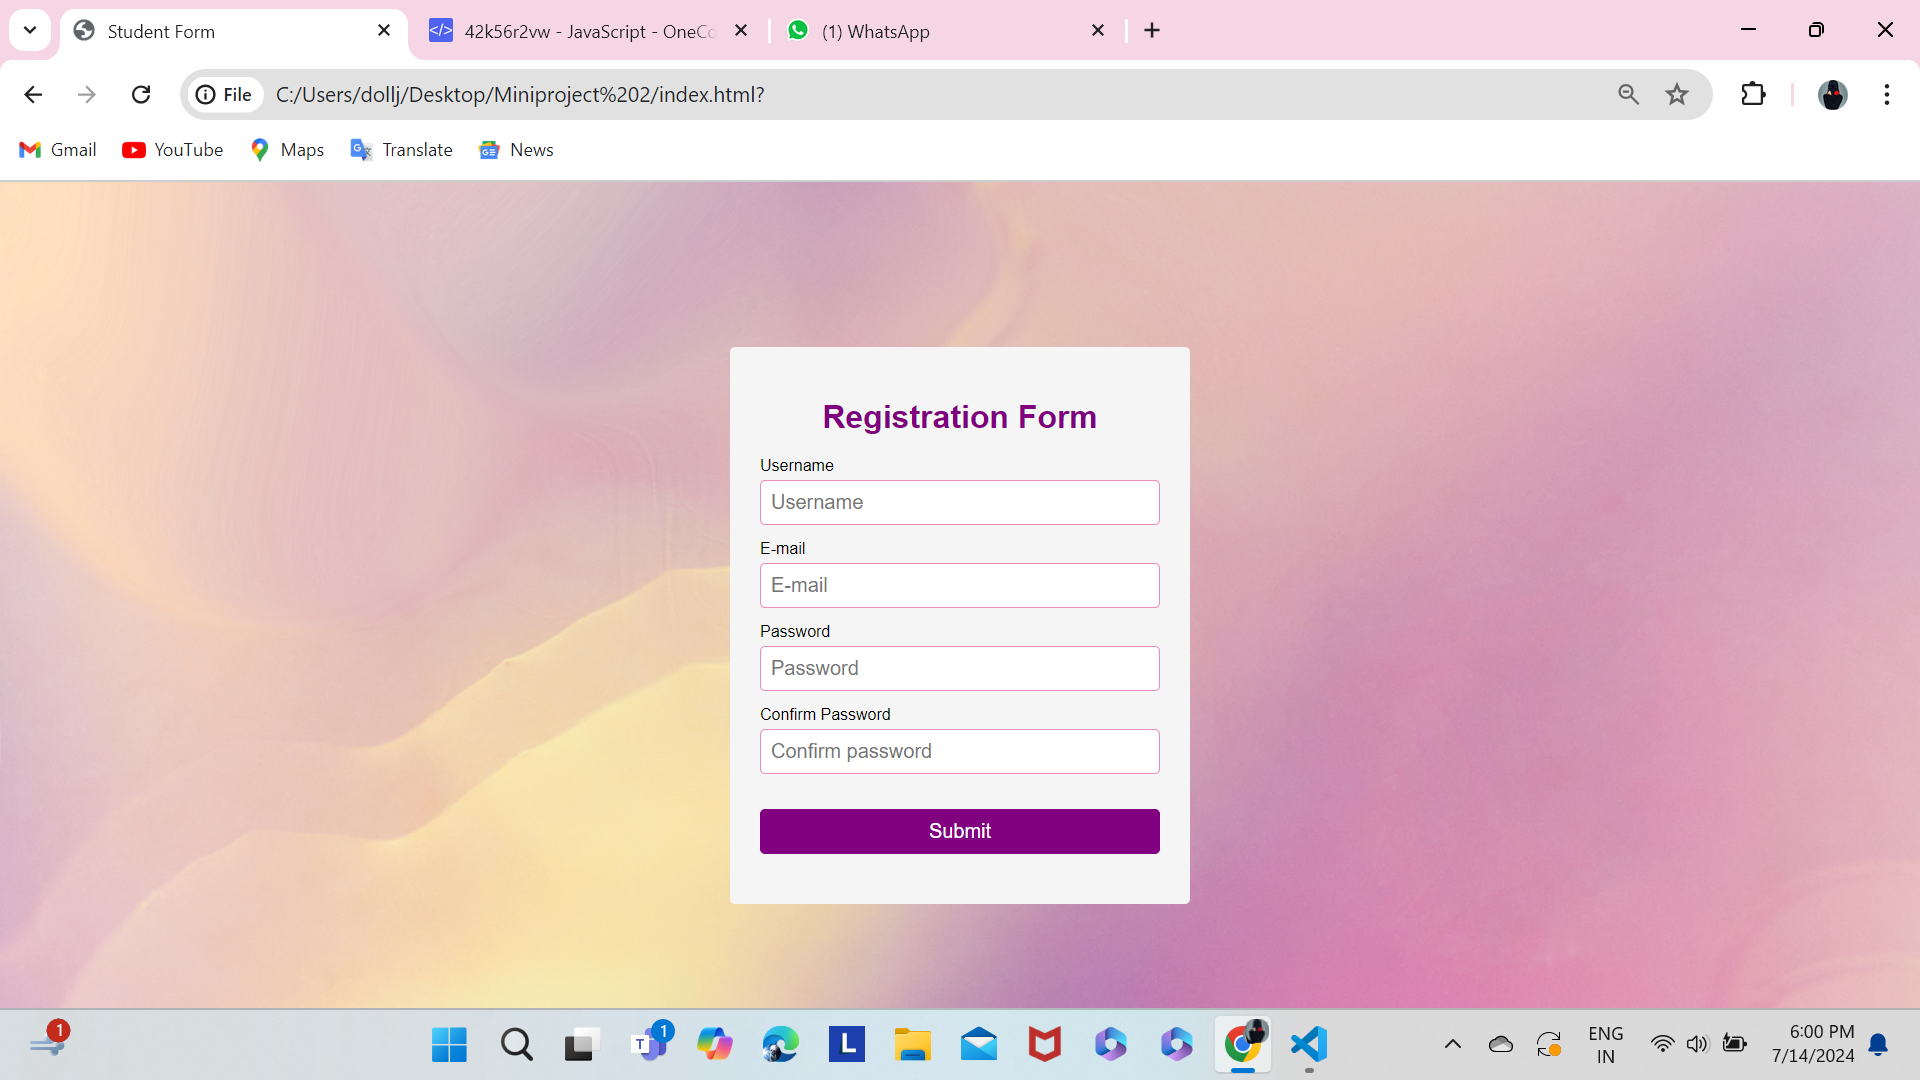 Student Form
42k56r2vw - JavaScript - OneCo
(1) WhatsApp
File
C:/Users/dollj/Desktop/Miniproject%202/index.html?
Gmail
YouTube
Maps
Translate
News
Registration Form
Username
Username
E-mail
E-mail
Password
Password
Confirm Password
Confirm password
Submit
1
T
1
L
ENG
IN
6:00 PM
7/14/2024